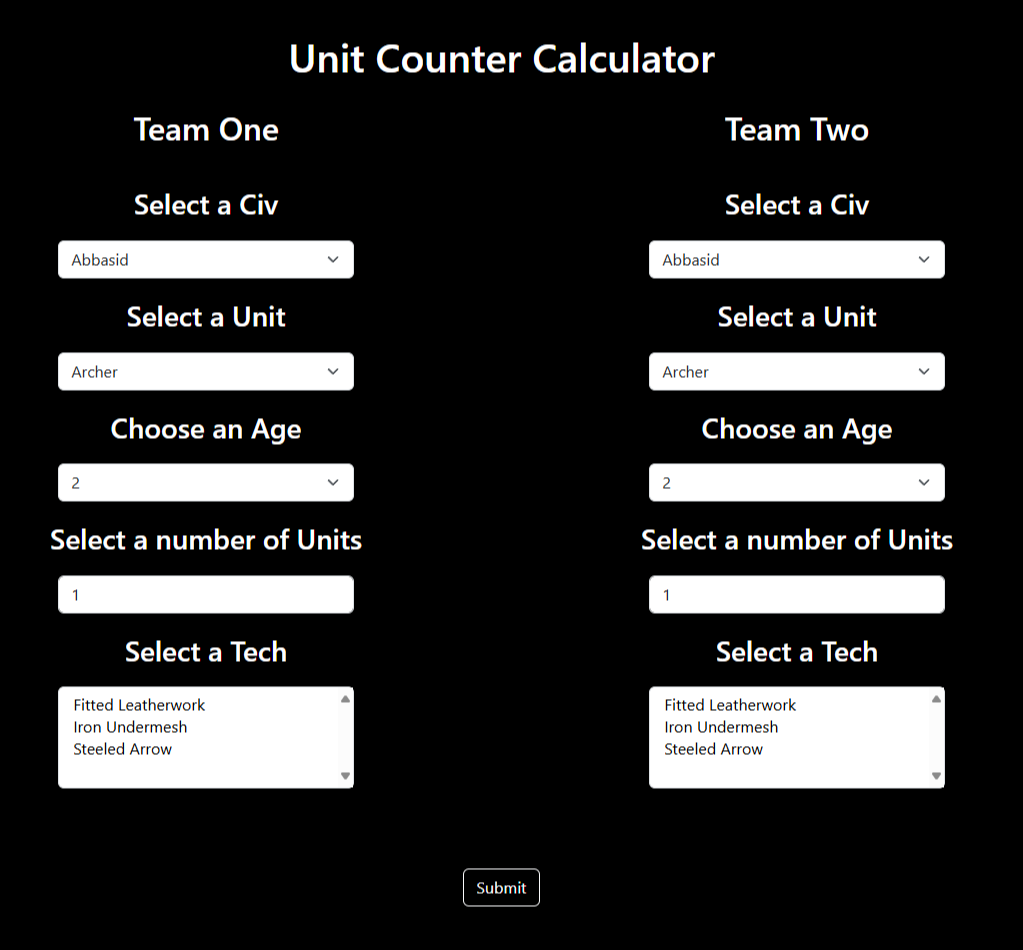 Unit Counter Calculator
Team One
Select a Civ
Abbasid
Select a Unit
Archer
Choose an Age
2
Select a number of Units
1
Select a Tech
Fitted Leatherwork
Iron Undermesh
Steeled Arrow
Team Two
Select a Civ
Abbasid
Select a Unit
Archer
Choose an Age
2
Select a number of Units
1
Select a Tech
Fitted Leatherwork
Iron Undermesh
Steeled Arrow
Submit